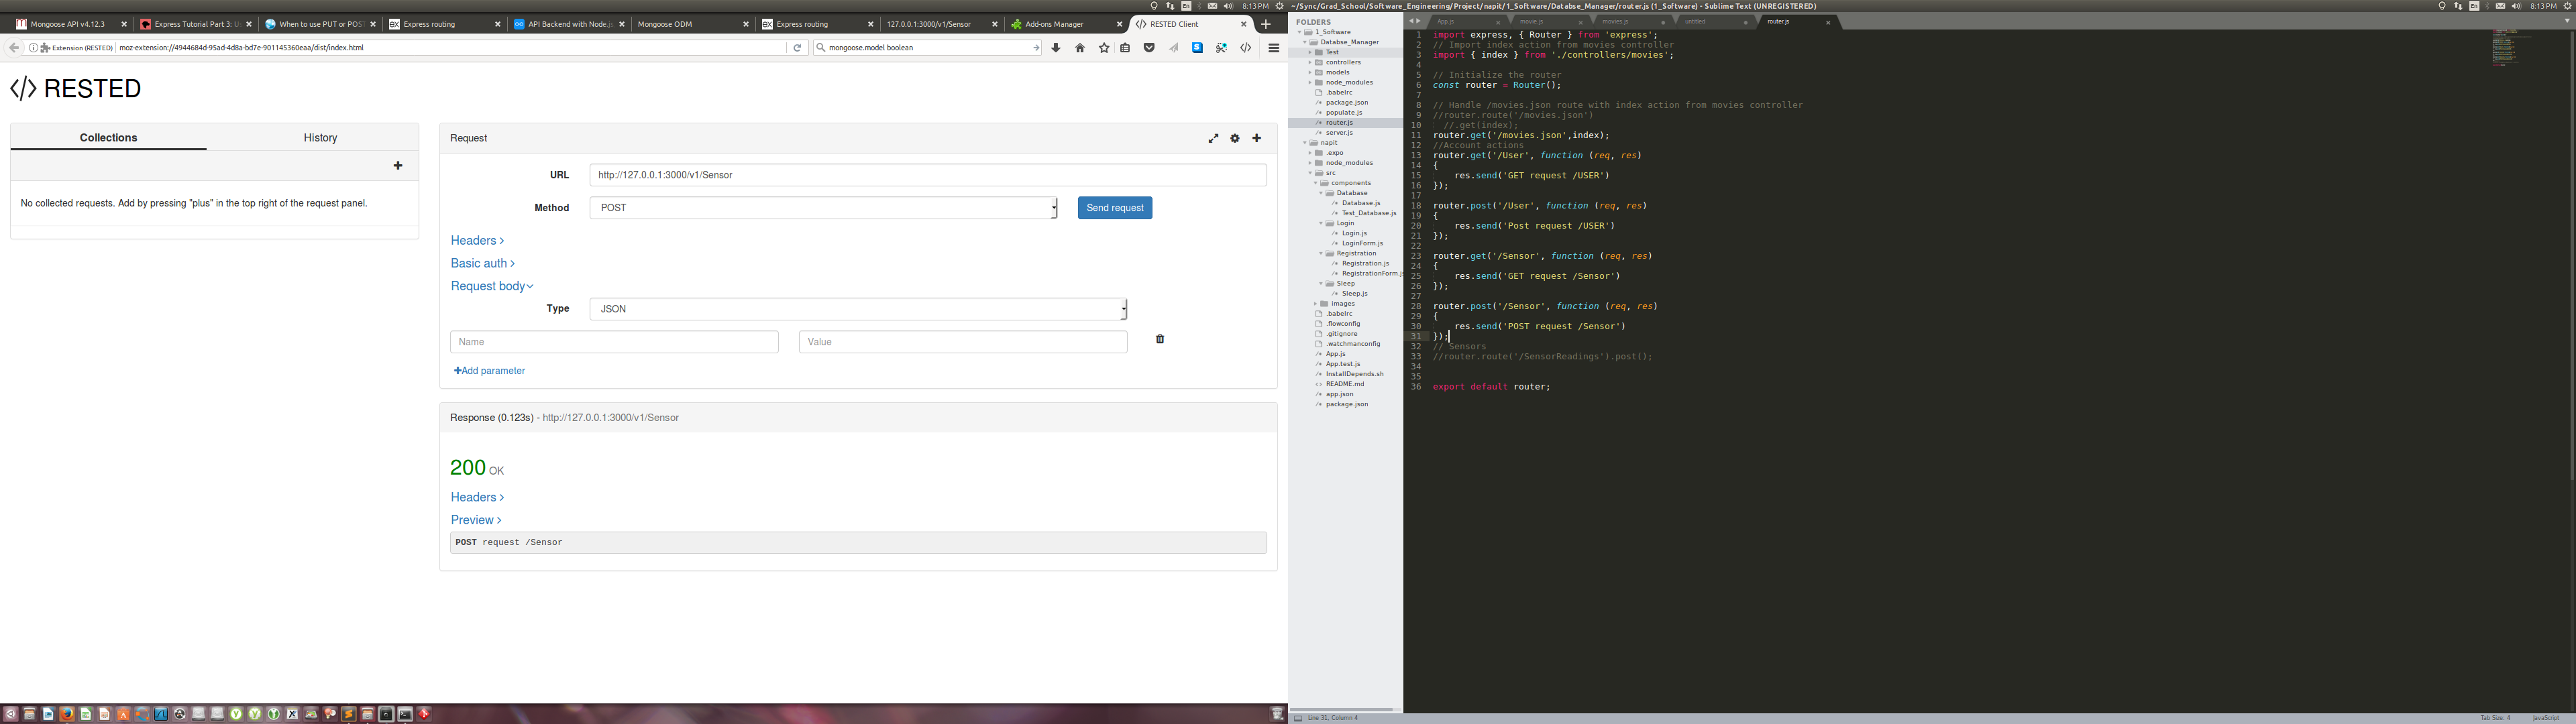 8:13 PM
~/Sync/Grad_School/Software_Engineering/Project/napit/1_Software/Databse_Manager/router.js (1_Software) - Sublime Text (UNREGISTERED)
8:13 PM
Mongoose API v4.12.3
Express Tutorial Part 3: U
When to use PUT or POST
Express routing
API Backend with Node.js
Mongoose ODM
Express routing
127.0.0.1:3000/v1/Sensor
Add-ons Manager
RESTED Client
Extension (RESTED)
moz-extension://4944684d-95ad-4d8a-bd7e-901145360eaa/dist/index.html
mongoose.model boolean
</> RESTED
Collections
History
No collected requests. Add by pressing "plus" in the top right of the request panel.
Request
URL
http://127.0.0.1:3000/v1/Sensor
Method
POST
Send request
Headers >
Basic auth >
Request body
Type
JSON
Name
Value
+Add parameter
Response (0.123s) - http://127.0.0.1:3000/v1/Sensor
200 OK
Headers >
Preview >
POST request /Sensor
FOLDERS
1_Software
Databse_Manager
Test
controllers
models
node_modules
.babelrc
package.json
populate.js
router.js
server.js
napit
.expo
node_modules
src
components
Database
Database.js
Test_Database.js
Login
Login.js
LoginForm.js
Registration
Registration.js
RegistrationForm.js
Sleep
Sleep.js
images
.babelrc
.flowconfig
.gitignore
.watchmanconfig
App.js
App.test.js
InstallDepends.sh
README.md
app.json
package.json
App.js
movie.js
movies.js
untitled
router.js
1 import express, { Router } from 'express';
2 // Import index action from movies controller
3 import { index } from './controllers/movies';
4
5 // Initialize the router
6 const router = Router();
7
8 // Handle /movies.json route with index action from movies controller
9 //router.route('/movies.json')
10 //.get(index);
11 router.get('/movies.json',index);
12 //Account actions
13 router.get('/User', function (req, res)
14 {
15 res.send('GET request /USER')
16 });
17
18 router.post('/User', function (req, res)
19 {
20 res.send('Post request /USER')
21 });
22
23 router.get('/Sensor', function (req, res)
24 {
25 res.send('GET request /Sensor')
26 });
27
28 router.post('/Sensor', function (req, res)
29 {
30 res.send('POST request /Sensor')
31 });
32 // Sensors
33 //router.route('/SensorReadings').post();
34
35
36 export default router;
Line 31, Column 4
Tab Size: 4
JavaScript